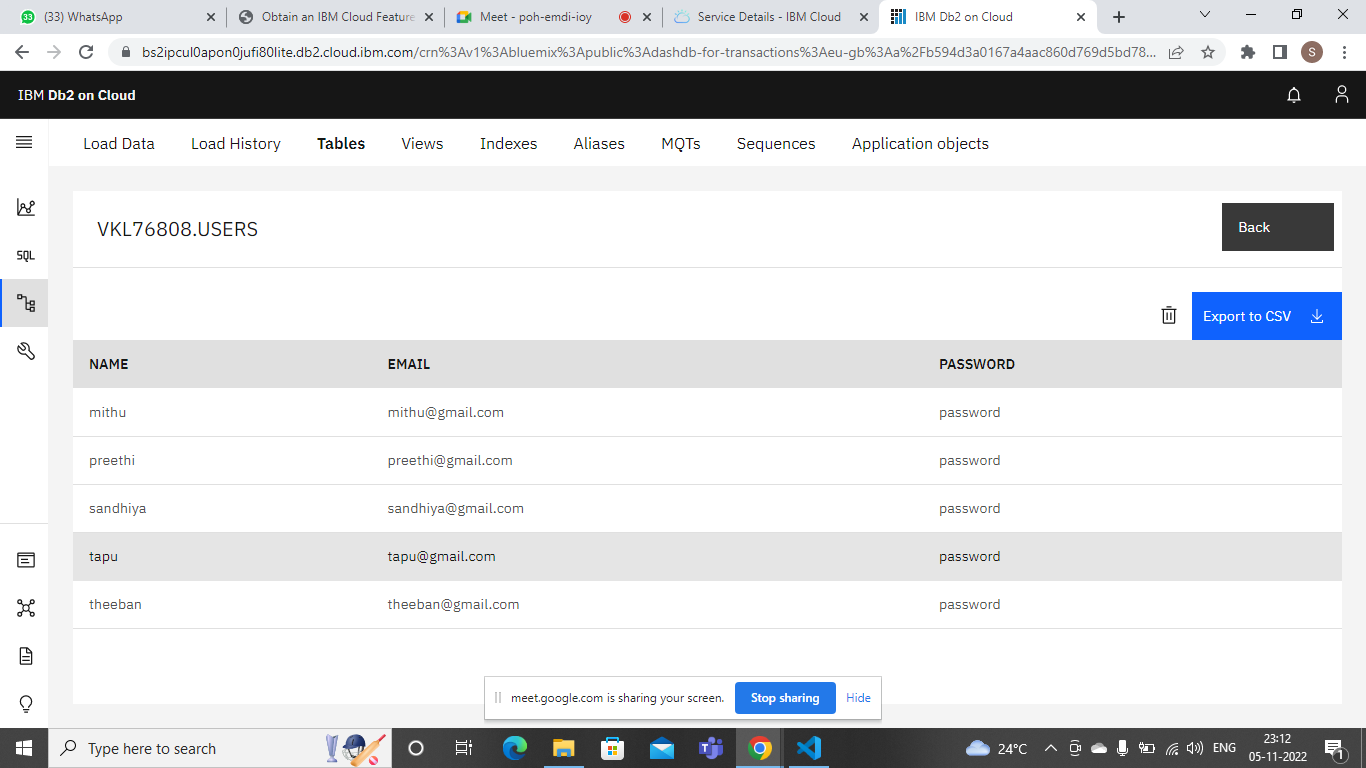 (33) WhatsApp
Obtain an IBM Cloud Feature
Meet - poh-emdi-ioy
Service Details - IBM Cloud
IBM Db2 on Cloud
bs2ipcul0apon0jufi80lite.db2.cloud.ibm.com/crn%3Av1%3Abluemix%3Apublic%3Adashdb-for-transactions%3Aeu-gb%3Aa%2Fb594d3a0167a4aac860d769d5bd78...
S
IBM Db2 on Cloud
Load Data Load History Tables Views Indexes Aliases MQTs Sequences Application objects
VKL76808.USERS
Back
SQL
Export to CSV
NAME EMAIL PASSWORD
mithu mithu@gmail.com password
preethi preethi@gmail.com password
sandhiya sandhiya@gmail.com password
tapu tapu@gmail.com password
theeban theeban@gmail.com password
meet.google.com is sharing your screen. Stop sharing Hide
Type here to search
24°C
ENG
23:12
05-11-2022
1